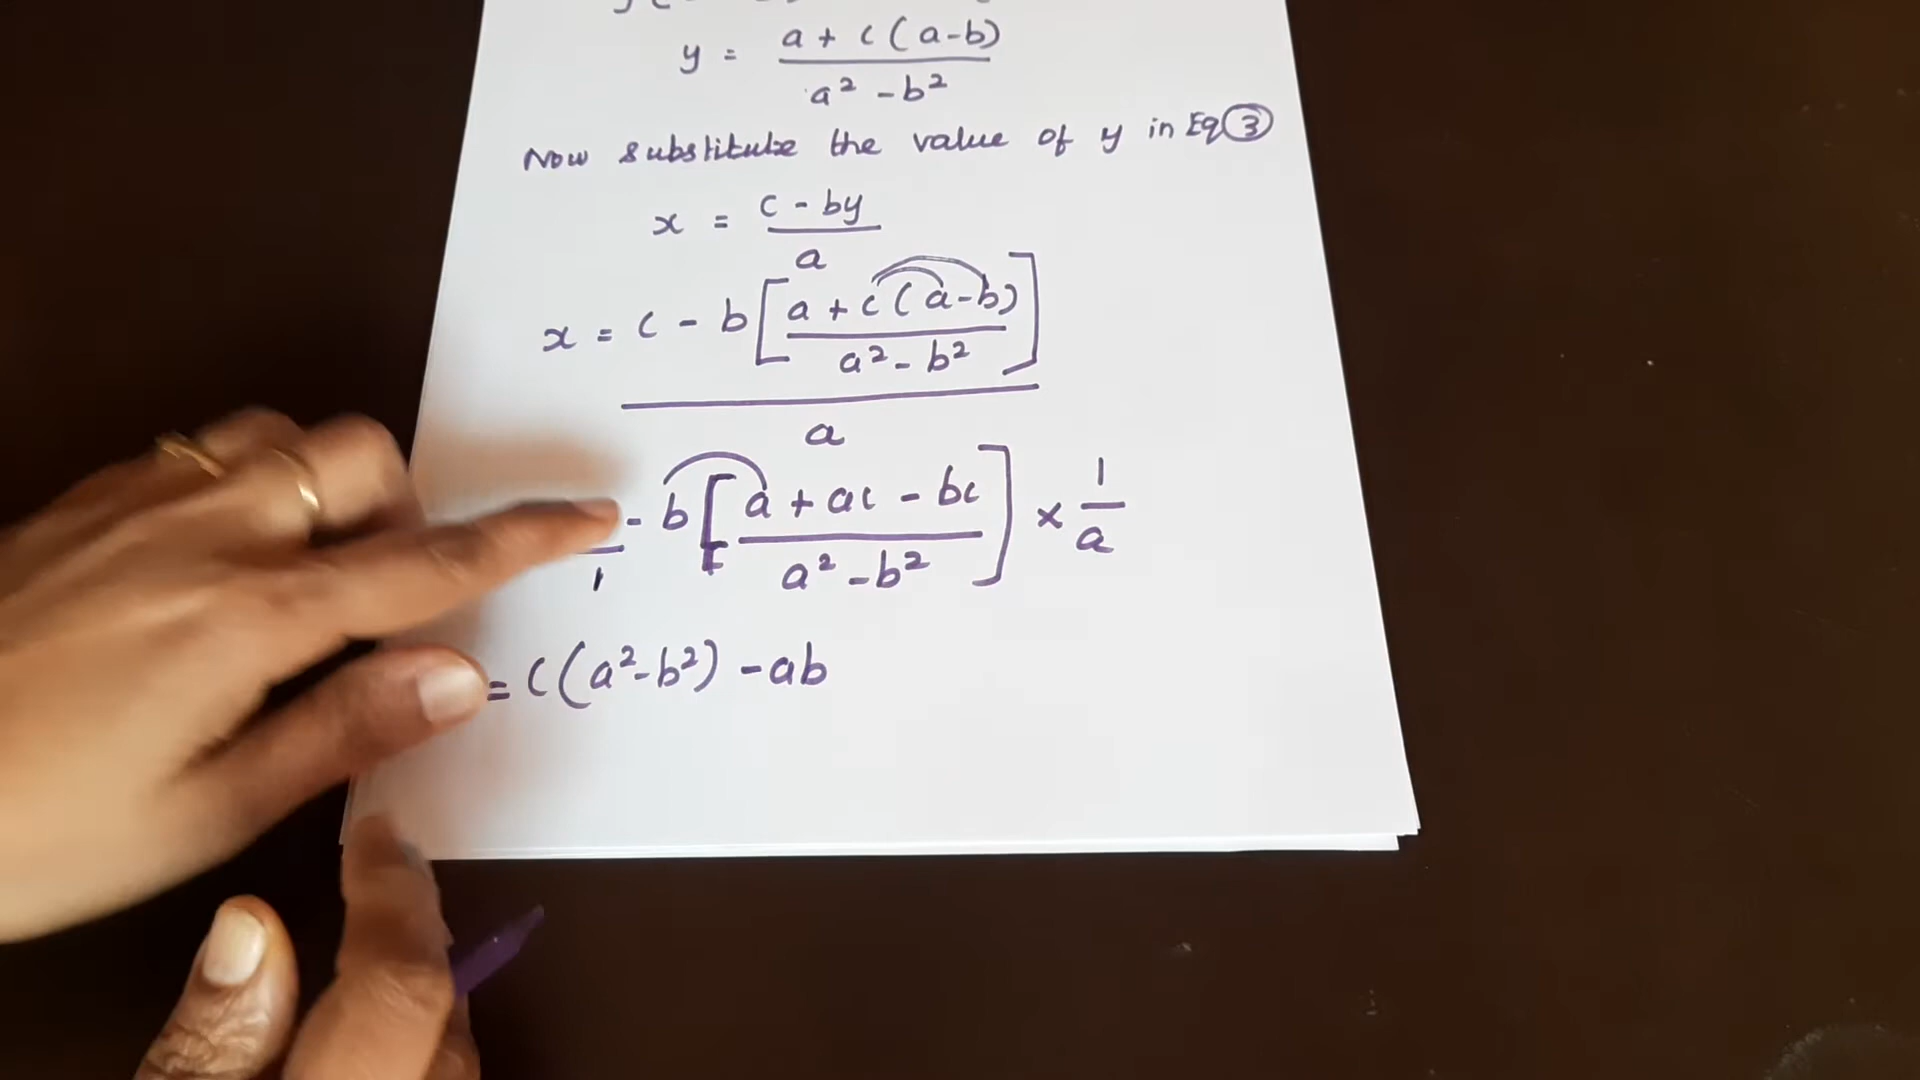 y = a + c (a-b) / a² - b²
Now substitute the value of y in Eq ③
x = c - by / a
x = c - b [a + c (a-b) / a² - b²] / a
/ 1 - b [a + ac - bc / a² - b²] × 1 / a
= c (a²-b²) - ab